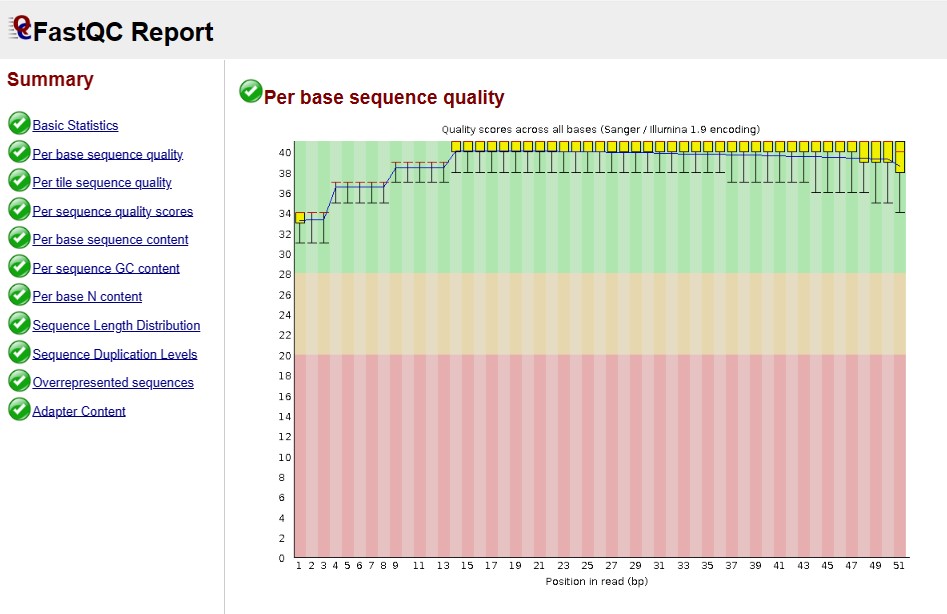 FastQC Report
Summary
Basic Statistics
Per base sequence quality
Per tile sequence quality
Per sequence quality scores
Per base sequence content
Per sequence GC content
Per base N content
Sequence Length Distribution
Sequence Duplication Levels
Overrepresented sequences
Adapter Content
Per base sequence quality
Quality scores across all bases (Sanger / Illumina 1.9 encoding)
40
38
36
34
32
30
28
26
24
22
20
18
16
14
12
10
8
6
4
2
0
1 2 3 4 5 6 7 8 9 11 13 15 17 19 21 23 25 27 29 31 33 35 37 39 41 43 45 47 49 51
Position in read (bp)